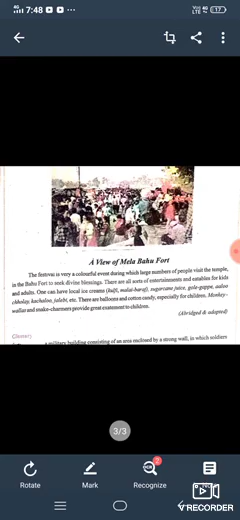 7:48
4G
17
A View of Mela Bahu Fort
The festival is very a colourful event during which large numbers of people visit the temple,
in the Bahu Fort to seek divine blessings. There are all sorts of entertainments and eatables for kids
and adults. One can have local ice creams (kulfi, malai-baraf), sugarcane juice, gole-gappe, aaloo
chholay, kachaloo, jalebi, etc. There are balloons and cotton candy, especially for children. Monkey-
wallas and snake-charmers provide great exatement to children.
(Abridged & adapted)
A military building consisting of an area enclosed by a strong wall, in which soldiers
3/3
Rotate
Mark
Recognize
V RECORDER